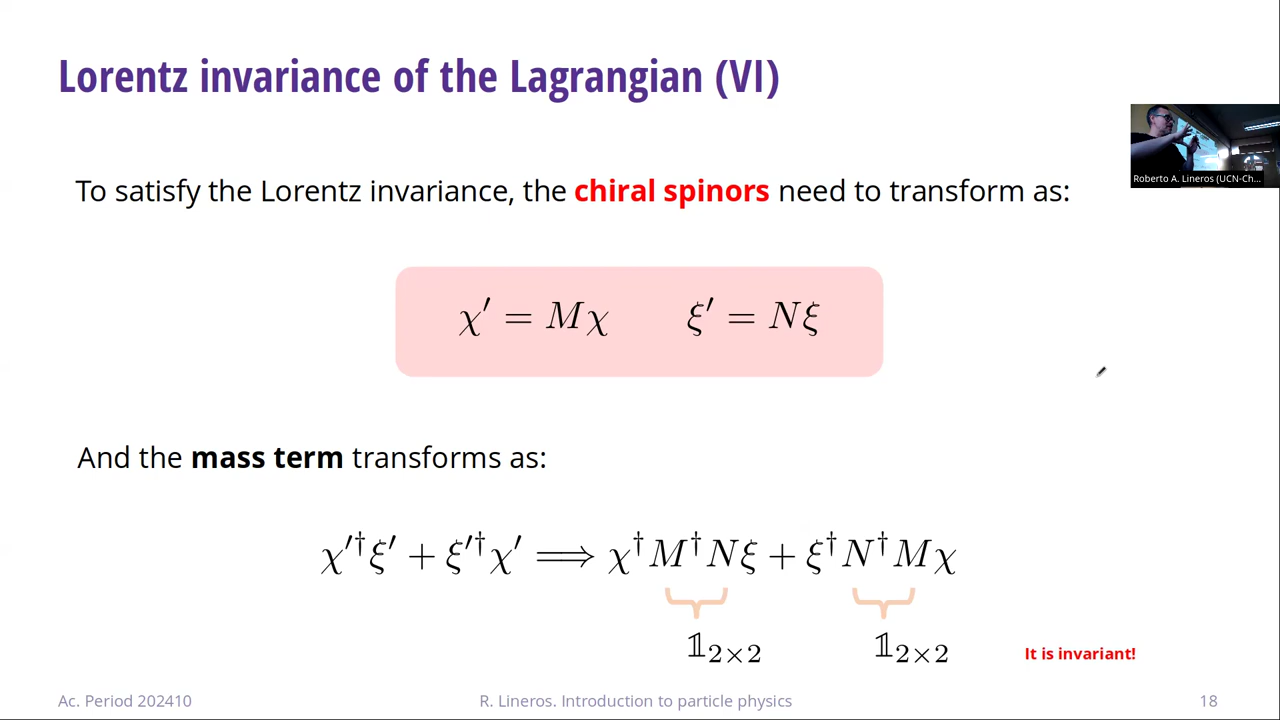 Lorentz invariance of the Lagrangian (VI)
Roberto A. Lineros (UCN-Ch...
To satisfy the Lorentz invariance, the chiral spinors need to transform as:
χ′ = Mχ ξ′ = Nξ
And the mass term transforms as:
χ′†ξ′ + ξ′†χ′ ⟹ χ†M†Nξ + ξ†N†Mχ
𝟙₂ₓ₂ 𝟙₂ₓ₂ It is invariant!
Ac. Period 202410 R. Lineros. Introduction to particle physics 18